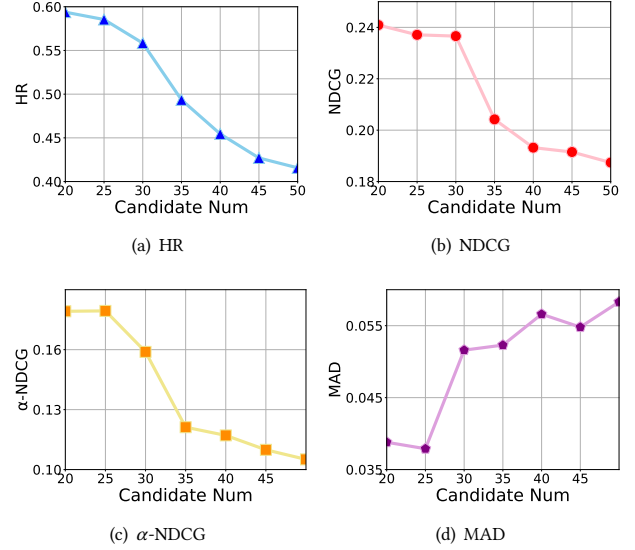 0.60
0.55
0.50
0.45
0.40
HR
20 25 30 35 40 45 50
Candidate Num
(a) HR
0.24
0.22
0.20
0.18
NDCG
20 25 30 35 40 45 50
Candidate Num
(b) NDCG
0.16
0.13
0.10
α-NDCG
20 25 30 35 40 45
Candidate Num
(c) α-NDCG
0.055
0.045
0.035
MAD
20 25 30 35 40 45
Candidate Num
(d) MAD